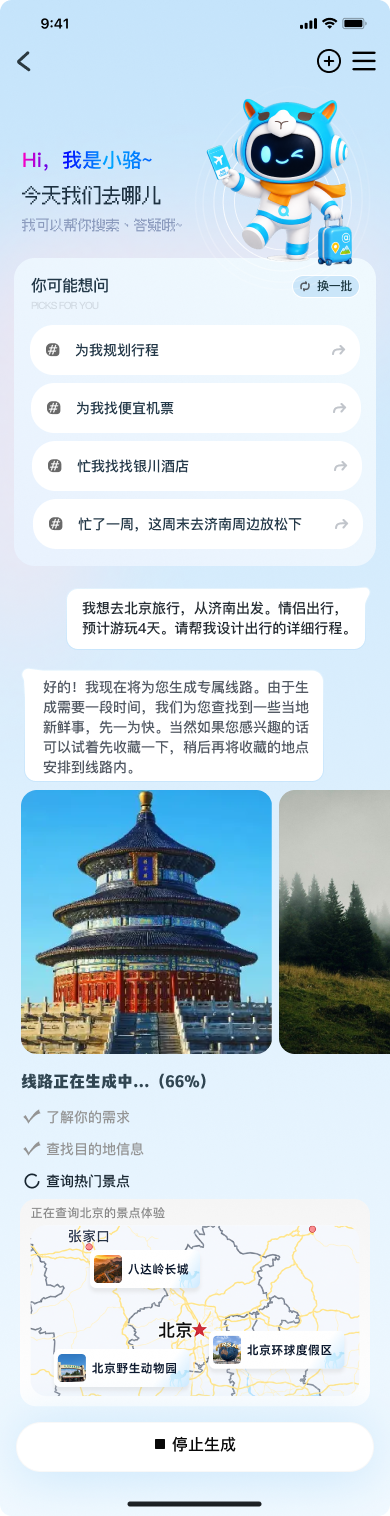 9:41
Hi，我是小骆~
今天我们去哪儿
我可以帮你搜索、答疑哦~
你可能想问
换一批
PICKS FOR YOU
# 为我规划行程
# 为我找便宜机票
# 忙我找找银川酒店
# 忙了一周，这周末去济南周边放松下
我想去北京旅行，从济南出发。情侣出行，
预计游玩4天。请帮我设计出行的详细行程。
好的！我现在将为您生成专属线路。由于生
成需要一段时间，我们为您查找到一些当地
新鲜事，先一为快。当然如果您感兴趣的话
可以试着先收藏一下，稍后再将收藏的地点
安排到线路内。
线路正在生成中...（66%）
了解你的需求
查找目的地信息
查询热门景点
正在查询北京的景点体验
张家口
八达岭长城
北京
北京环球度假区
北京野生动物园
停止生成